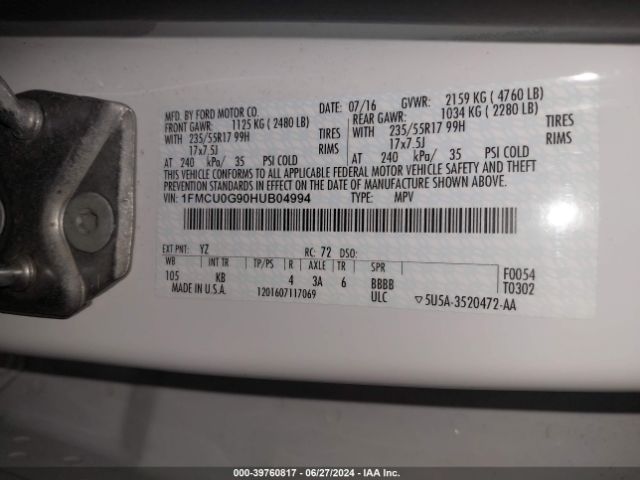 MFD. BY FORD MOTOR CO.
DATE: 07/16 GVWR: 2159 KG ( 4760 LB)
FRONT GAWR: 1125 KG ( 2480 LB)
REAR GAWR: 1034 KG ( 2280 LB)
WITH 235/55R17 99H TIRES
WITH 235/55R17 99H TIRES
17x7.5J RIMS
17x7.5J RIMS
AT 240 kPa/ 35 PSI COLD
AT 240 kPa/ 35 PSI COLD
THIS VEHICLE CONFORMS TO ALL APPLICABLE FEDERAL MOTOR VEHICLE SAFETY AND THEFT
PREVENTION STANDARDS IN EFFECT ON THE DATE OF MANUFACTURE SHOWN ABOVE.
VIN: 1FMCU0G90HUB04994 TYPE: MPV
EXT PNT: YZ RC: 72 DSO:
WB INT TR TP/PS R AXLE TR SPR
105 KB 4 3A 6 BBBB
F0054
T0302
MADE IN U.S.A. 1201607117069 ULC ▽5U5A-3520472-AA
000-39760817 - 06/27/2024 - IAA Inc.